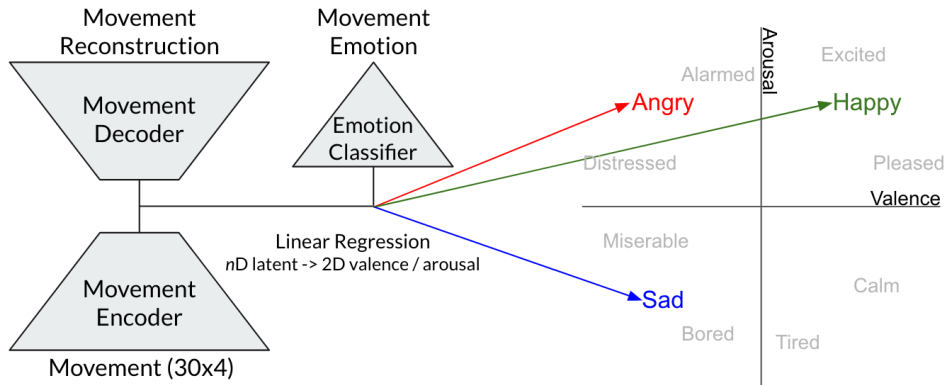 Movement
Reconstruction
Movement
Decoder
Movement
Encoder
Movement (30x4)
Movement
Emotion
Emotion
Classifier
Linear Regression
nD latent -> 2D valence / arousal
Arousal
Excited
Alarmed
Angry
Happy
Distressed
Pleased
Valence
Miserable
Calm
Sad
Bored
Tired